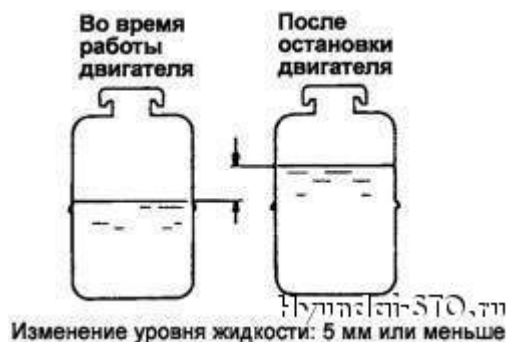 Во время
работы
двигателя
После
остановки
двигателя
Hyundai-STO.ru
Изменение уровня жидкости: 5 мм или меньше